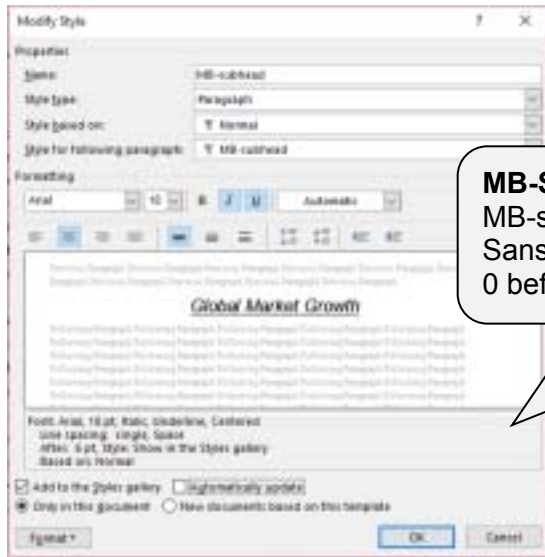 Modify Style ? ×
Properties
Name: MB-subhead
Style type: Paragraph
Style based on: ¶ Normal
Style for following paragraph: ¶ MB-subhead
Formatting
Arial B I U Automatic
MB-S
MB-s
Sans
0 bef
Global Market Growth
Font: Arial, 10 pt, Italic, Underline, Centered
Line spacing: single, Space
After: 6 pt, Style: Show in the Styles gallery
Based on: Normal
Add to the Styles gallery Automatically update
Only in this document New documents based on this template
Format OK Cancel